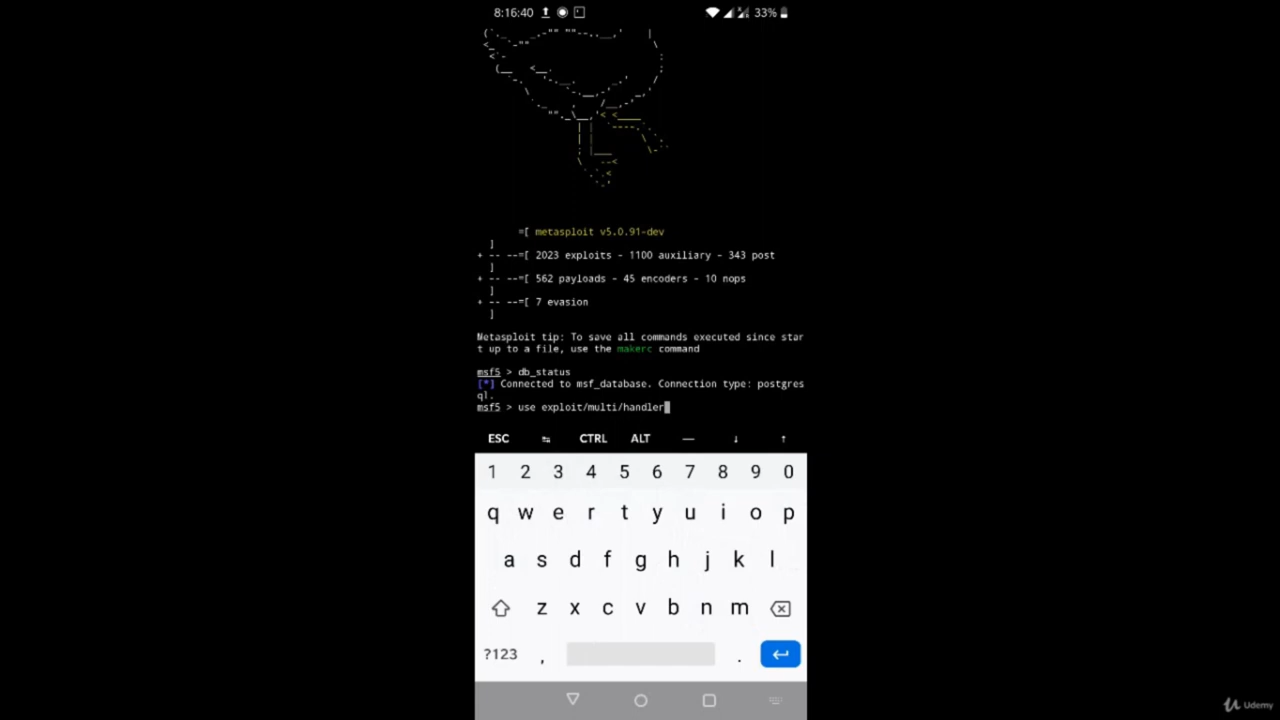 8:16:40 33%
=[ metasploit v5.0.91-dev
]
+ -- --=[ 2023 exploits - 1100 auxiliary - 343 post
]
+ -- --=[ 562 payloads - 45 encoders - 10 nops
]
+ -- --=[ 7 evasion
]
Metasploit tip: To save all commands executed since star
t up to a file, use the makerc command
msf5 > db_status
[*] Connected to msf_database. Connection type: postgres
ql.
msf5 > use exploit/multi/handler
ESC ⇆ CTRL ALT — ↓ ↑
1 2 3 4 5 6 7 8 9 0
q w e r t y u i o p
a s d f g h j k l
z x c v b n m
?123 , .
Udemy